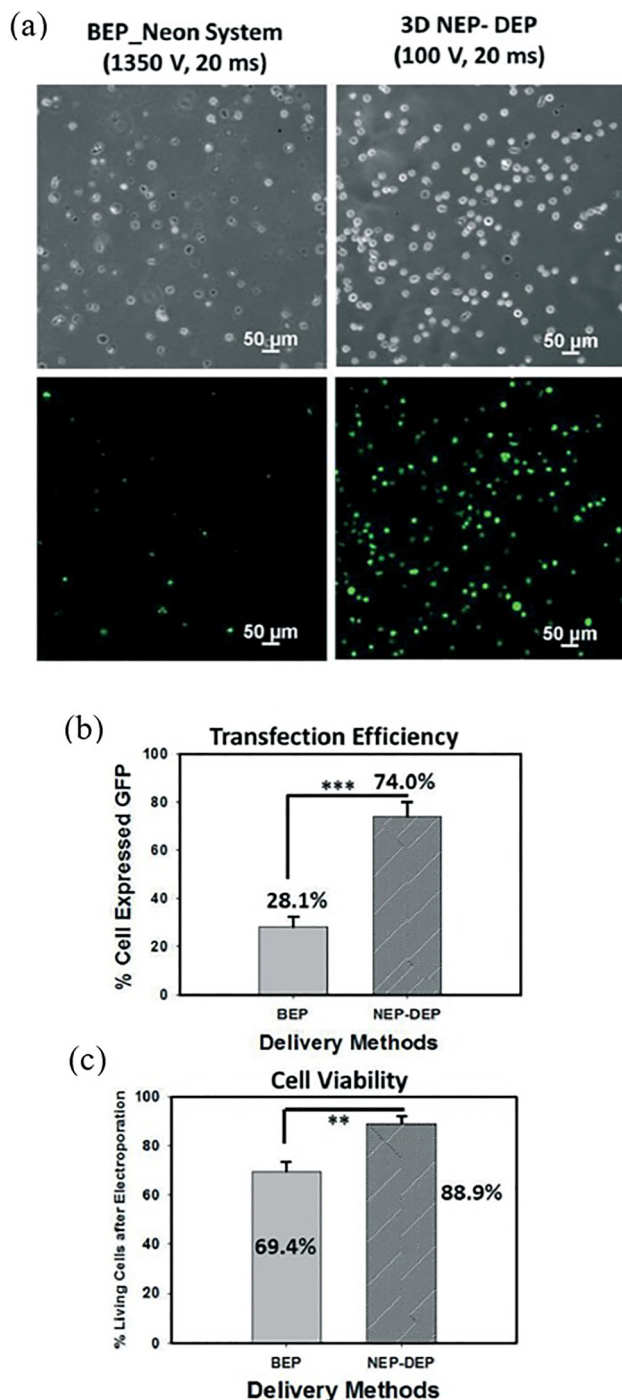 (a)
BEP_Neon System
(1350 V, 20 ms)
3D NEP- DEP
(100 V, 20 ms)
50 µm
50 µm
50 µm
50 µm
(b)
Transfection Efficiency
% Cell Expressed GFP
100
80
60
40
20
0
***
28.1%
74.0%
BEP
NEP-DEP
Delivery Methods
(c)
Cell Viability
% Living Cells after Electroporation
100
80
60
40
20
0
**
69.4%
88.9%
BEP
NEP-DEP
Delivery Methods